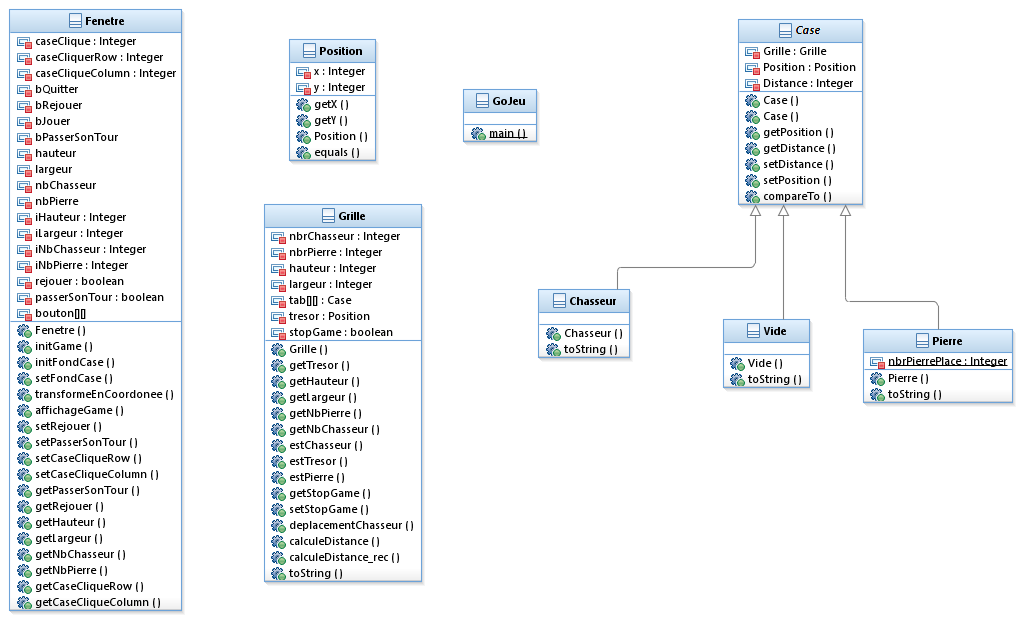 Fenetre
caseClique : Integer
caseCliquerRow : Integer
caseCliqueColumn : Integer
bQuitter
bRejouer
bJouer
bPasserSonTour
hauteur
largeur
nbChasseur
nbPierre
iHauteur : Integer
iLargeur : Integer
iNbChasseur : Integer
iNbPierre : Integer
rejouer : boolean
passerSonTour : boolean
bouton[][]
Fenetre ()
initGame ()
initFondCase ()
setFondCase ()
transformeEnCoordonee ()
affichageGame ()
setRejouer ()
setPasserSonTour ()
setCaseCliqueRow ()
setCaseCliqueColumn ()
getPasserSonTour ()
getRejouer ()
getHauteur ()
getLargeur ()
getNbChasseur ()
getNbPierre ()
getCaseCliqueRow ()
getCaseCliqueColumn ()
Position
x : Integer
y : Integer
getX ()
getY ()
Position ()
equals ()
Grille
nbrChasseur : Integer
nbrPierre : Integer
hauteur : Integer
largeur : Integer
tab[][] : Case
tresor : Position
stopGame : boolean
Grille ()
getTresor ()
getHauteur ()
getLargeur ()
getNbPierre ()
getNbChasseur ()
estChasseur ()
estTresor ()
estPierre ()
getStopGame ()
setStopGame ()
deplacementChasseur ()
calculeDistance ()
calculeDistance_rec ()
toString ()
GoJeu
main ()
Case
Grille : Grille
Position : Position
Distance : Integer
Case ()
Case ()
getPosition ()
getDistance ()
setDistance ()
setPosition ()
compareTo ()
Chasseur
Chasseur ()
toString ()
Vide
Vide ()
toString ()
Pierre
nbrPierrePlace : Integer
Pierre ()
toString ()